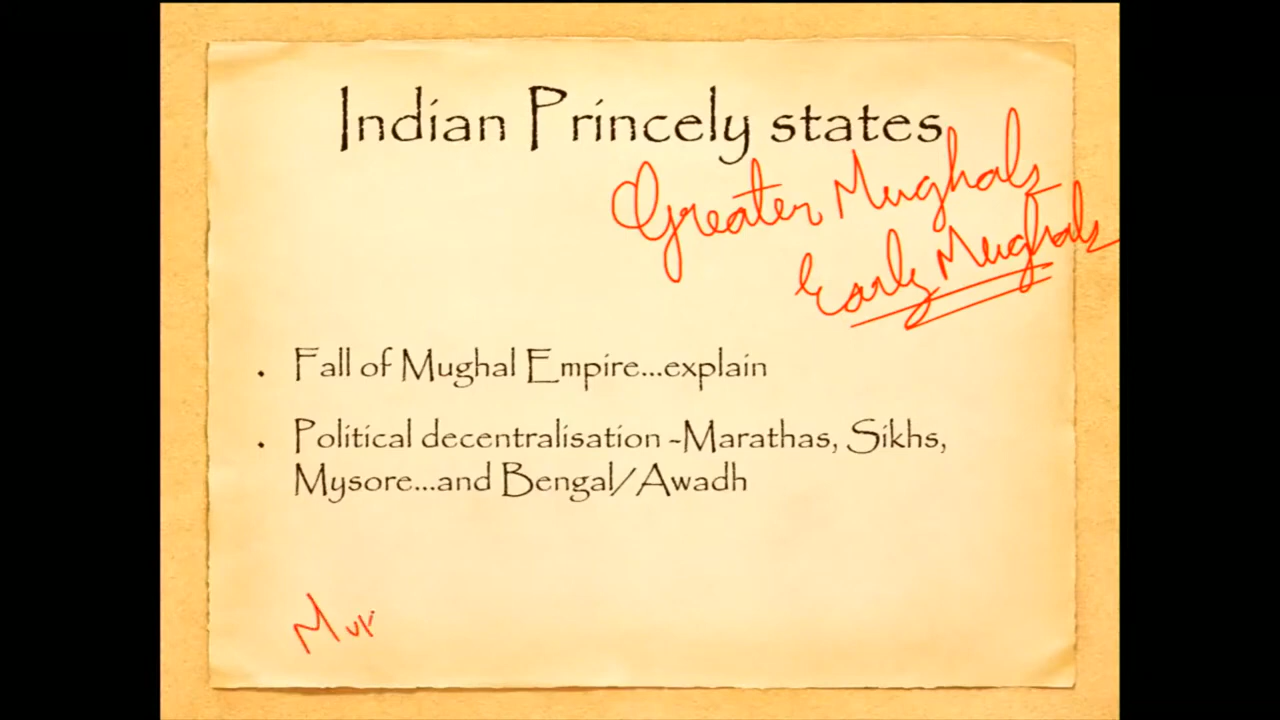 Indian Princely states
Greater Mughals
Early Mughals
. Fall of Mughal Empire...explain
. Political decentralisation -Marathas, Sikhs,
Mysore...and Bengal/Awadh